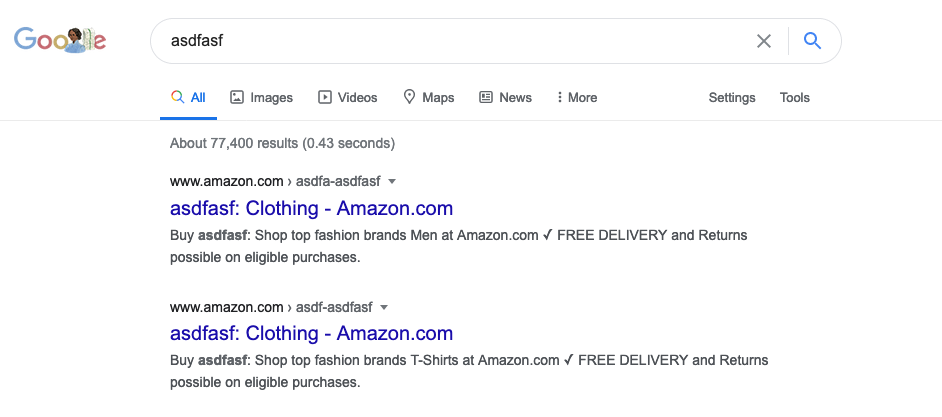 Google
asdfasf
All Images Videos Maps News More Settings Tools
About 77,400 results (0.43 seconds)
www.amazon.com › asdfa-asdfasf
asdfasf: Clothing - Amazon.com
Buy asdfasf: Shop top fashion brands Men at Amazon.com ✓ FREE DELIVERY and Returns
possible on eligible purchases.
www.amazon.com › asdf-asdfasf
asdfasf: Clothing - Amazon.com
Buy asdfasf: Shop top fashion brands T-Shirts at Amazon.com ✓ FREE DELIVERY and Returns
possible on eligible purchases.